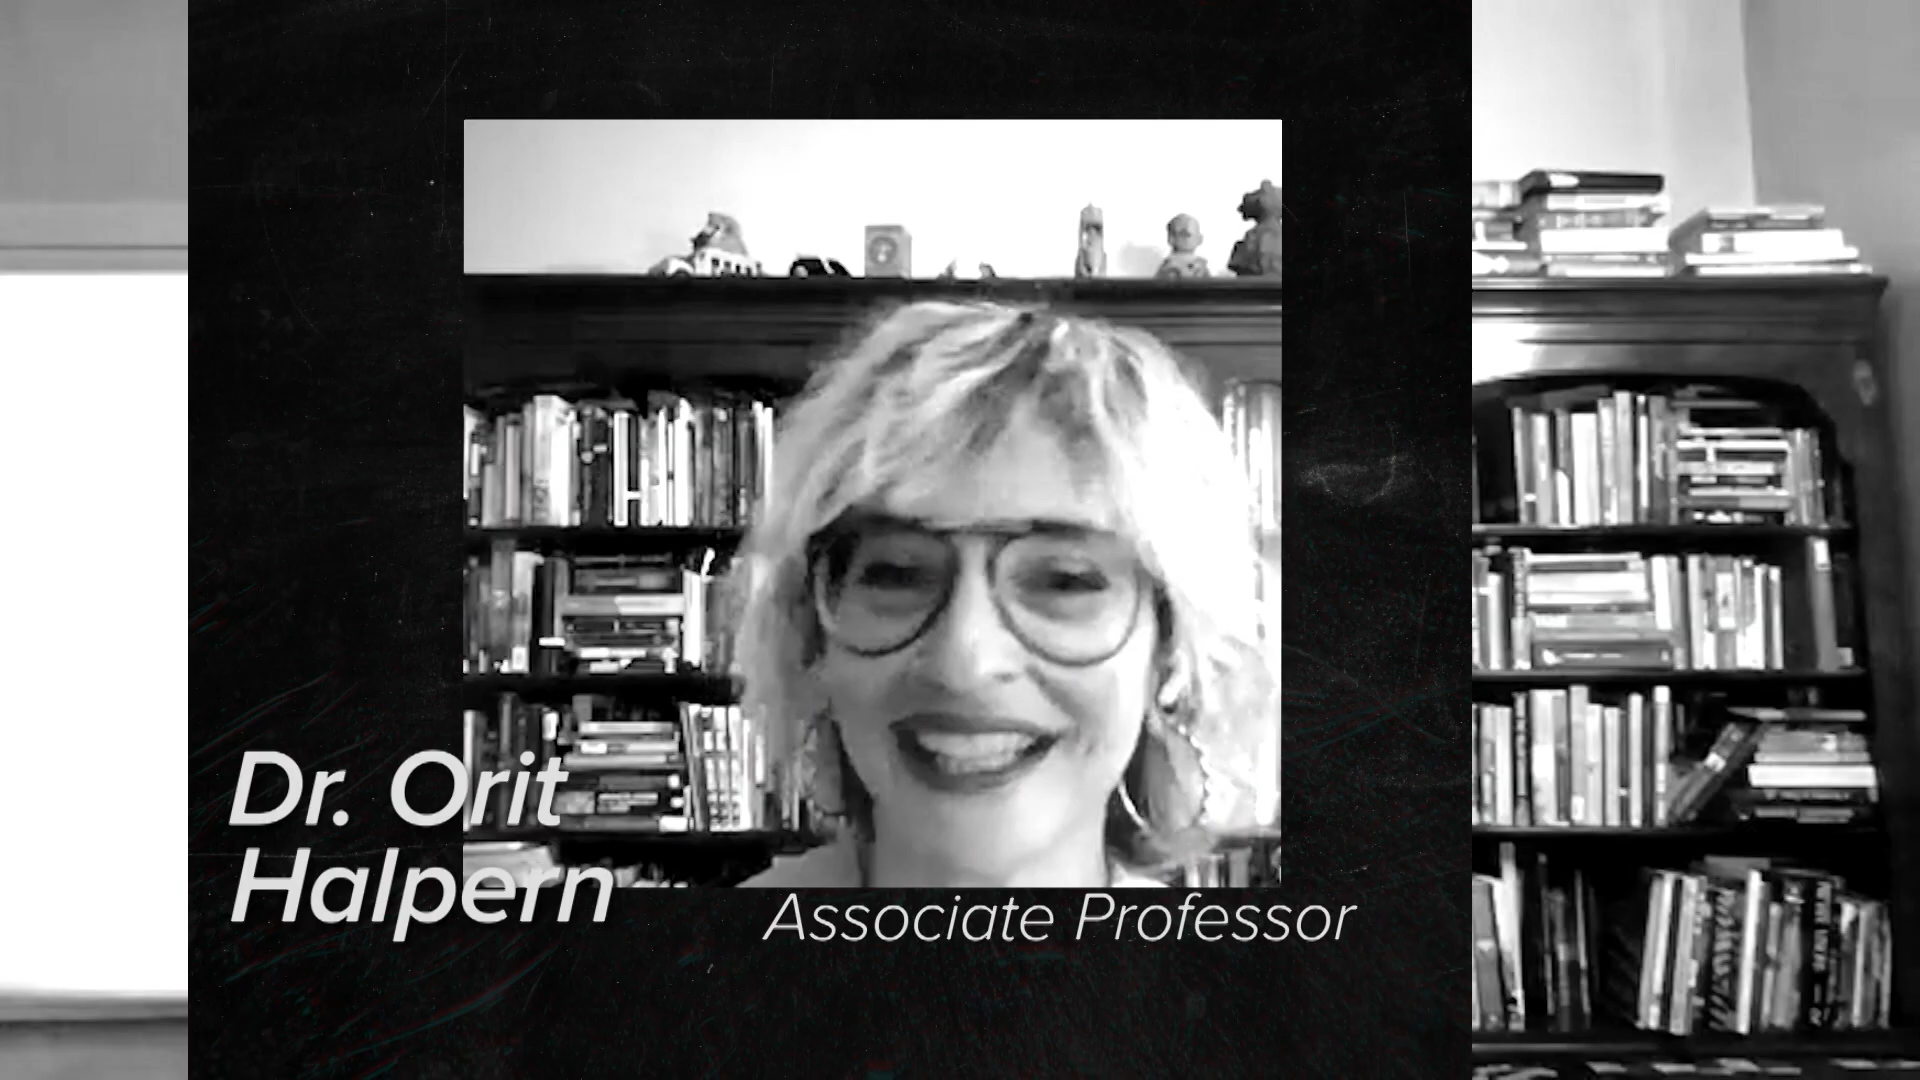 Dr. Orit
Halpern
Associate Professor